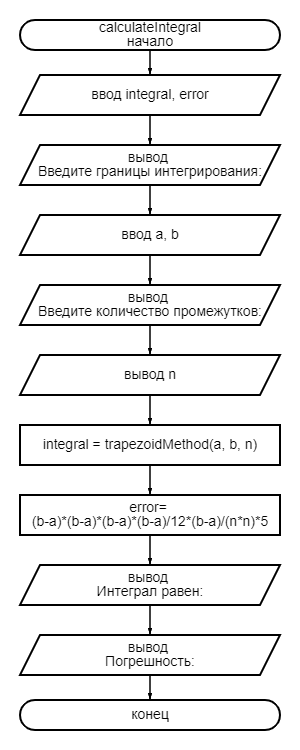 calculateIntegral
начало
ввод integral, error
вывод
Введите границы интегрирования:
ввод a, b
вывод
Введите количество промежутков:
вывод n
integral = trapezoidMethod(a, b, n)
error=
(b-a)*(b-a)*(b-a)*(b-a)/12*(b-a)/(n*n)*5
вывод
Интеграл равен:
вывод
Погрешность:
конец